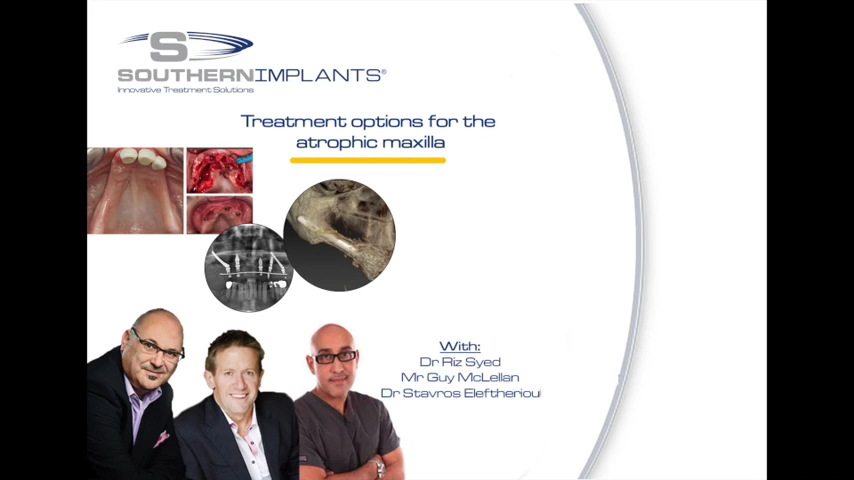 S
SOUTHERNIMPLANTS®
Innovative Treatment Solutions
Treatment options for the
atrophic maxilla
With:
Dr Riz Syed
Mr Guy McLellan
Dr Stavros Eleftheriou